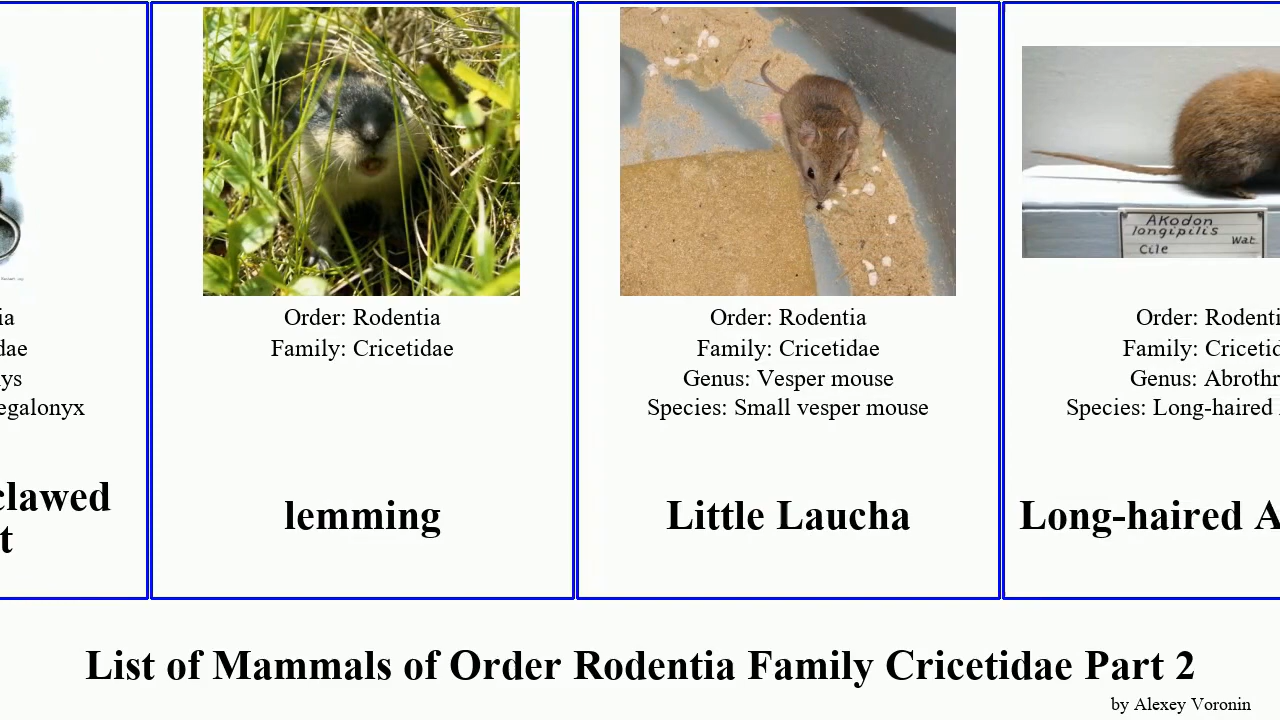 ia
dae
ys
egalonyx
clawed
t
Order: Rodentia
Family: Cricetidae
lemming
Order: Rodentia
Family: Cricetidae
Genus: Vesper mouse
Species: Small vesper mouse
Little Laucha
AKodon
longipilis
Wat.
Cile
Order: Rodenti
Family: Cricetid
Genus: Abrothr
Species: Long-haired
Long-haired A
List of Mammals of Order Rodentia Family Cricetidae Part 2
by Alexey Voronin